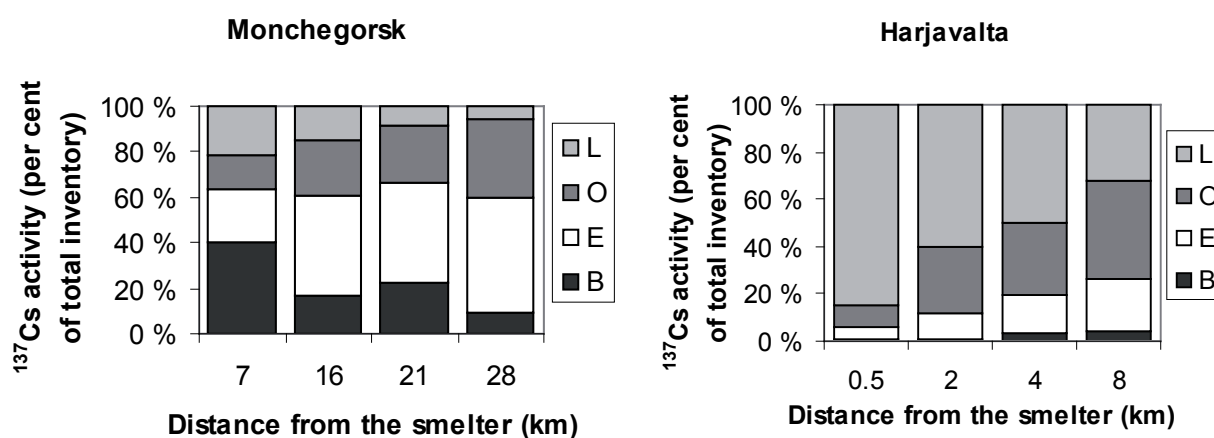 Monchegorsk
¹³⁷Cs activity (per cent
of total inventory)
100 %
80 %
60 %
40 %
20 %
0 %
7 16 21 28
Distance from the smelter (km)
L
O
E
B
Harjavalta
¹³⁷Cs activity (per cent
of total inventory)
100 %
80 %
60 %
40 %
20 %
0 %
0.5 2 4 8
Distance from the smelter (km)
L
O
E
B